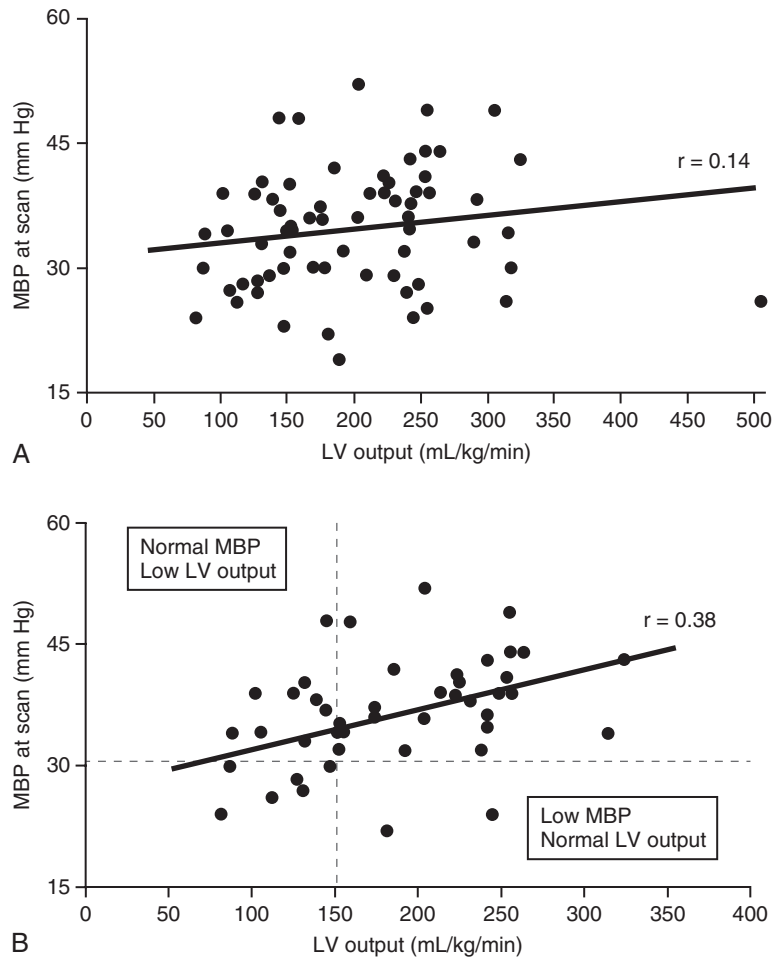 60
45
30
15
MBP at scan (mm Hg)
r = 0.14
0 50 100 150 200 250 300 350 400 450 500
LV output (mL/kg/min)
A
60
45
30
15
MBP at scan (mm Hg)
Normal MBP
Low LV output
r = 0.38
Low MBP
Normal LV output
0 50 100 150 200 250 300 350 400
LV output (mL/kg/min)
B